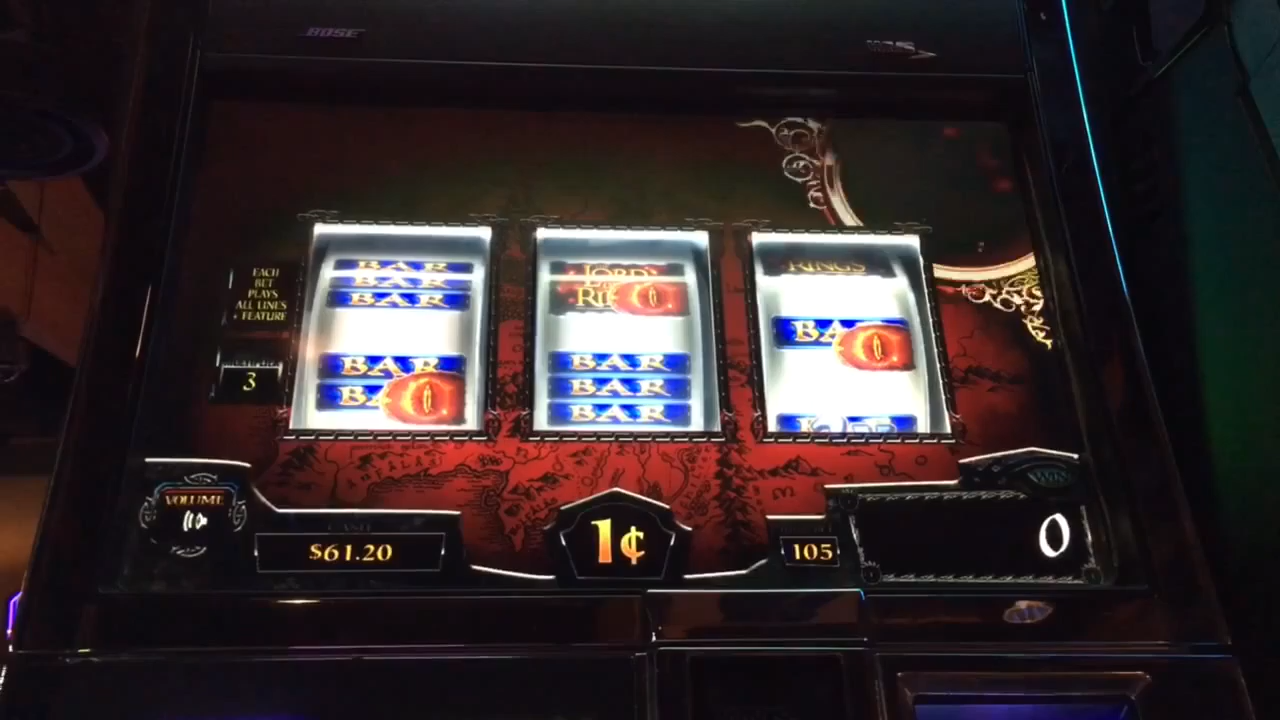 BOSE
EACH
BET
PLAYS
ALL LINES
+ FEATURE
3
BAR
BAR
BAR
BAR
LORD
BAR
BAR
BAR
RINGS
BAR
VOLUME
CASH
$61.20
1¢
105
WIN
0